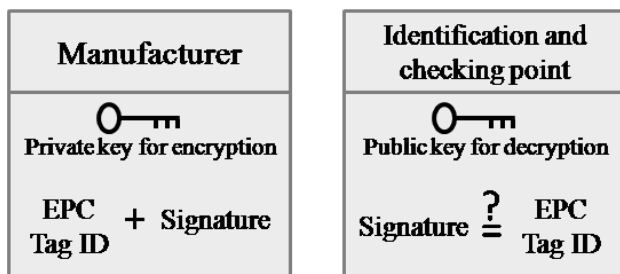 Manufacturer
Private key for encryption
EPC
Tag ID + Signature
Identification and
checking point
Public key for decryption
Signature ?= EPC
Tag ID